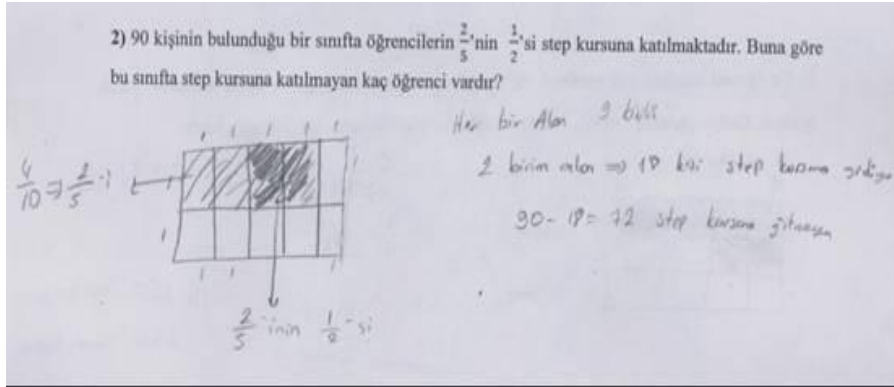 2) 90 kişinin bulunduğu bir sınıfta öğrencilerin 2/5'nin 1/2'si step kursuna katılmaktadır. Buna göre
bu sınıfta step kursuna katılmayan kaç öğrenci vardır?
Her bir Alan 9 kişi
2 birim alan => 18 kişi step kursuna gidiyor
90 - 18 = 72 step kursuna gitmeyen
4/10 => 2/5 'i
2/5 'inin 1/2 'si